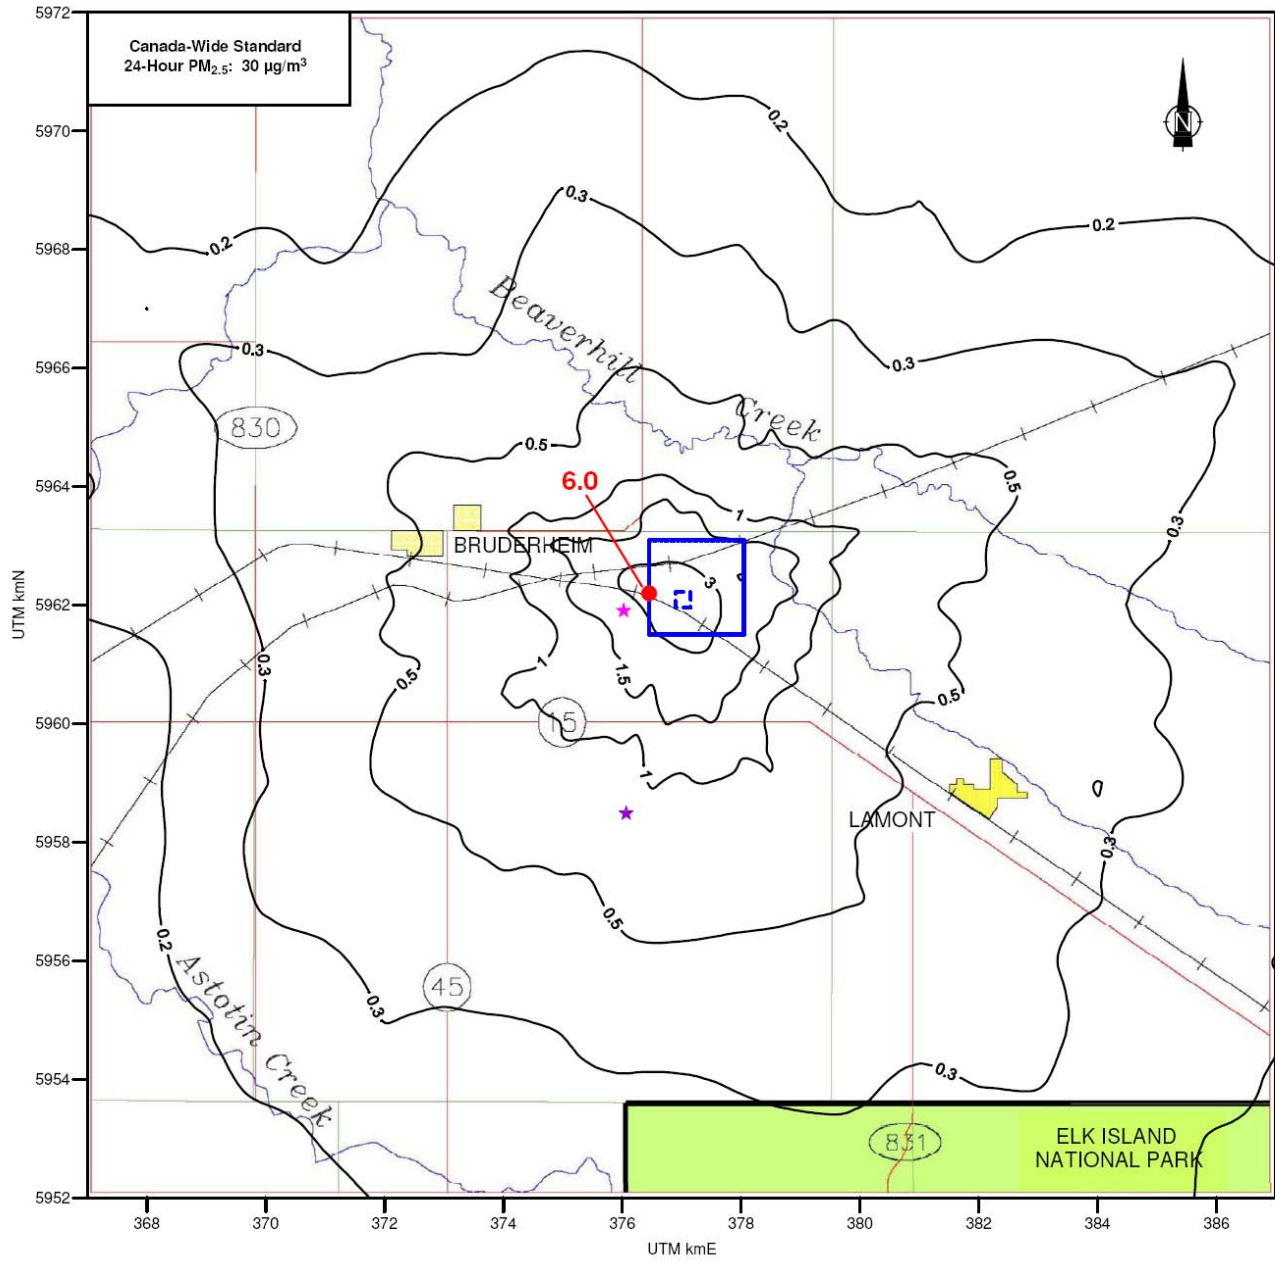 5972
Canada-Wide Standard
24-Hour PM2.5: 30 µg/m³
5970
0.2
N
0.3
0.2
5968
0.2
Beaverhill
0.3
0.3
5966
Creek
830
0.5
6.0
0.5
5964
1
0.3
BRUDERHEIM
3
5962
UTM kmN
0.3
1
0.5
1.5
0.5
15
5960
1
LAMONT
5958
0.3
0.5
0.2
5956
Astotin Creek
45
0.3
0.3
5954
831
ELK ISLAND
NATIONAL PARK
5952
368 370 372 374 376 378 380 382 384 386
UTM kmE